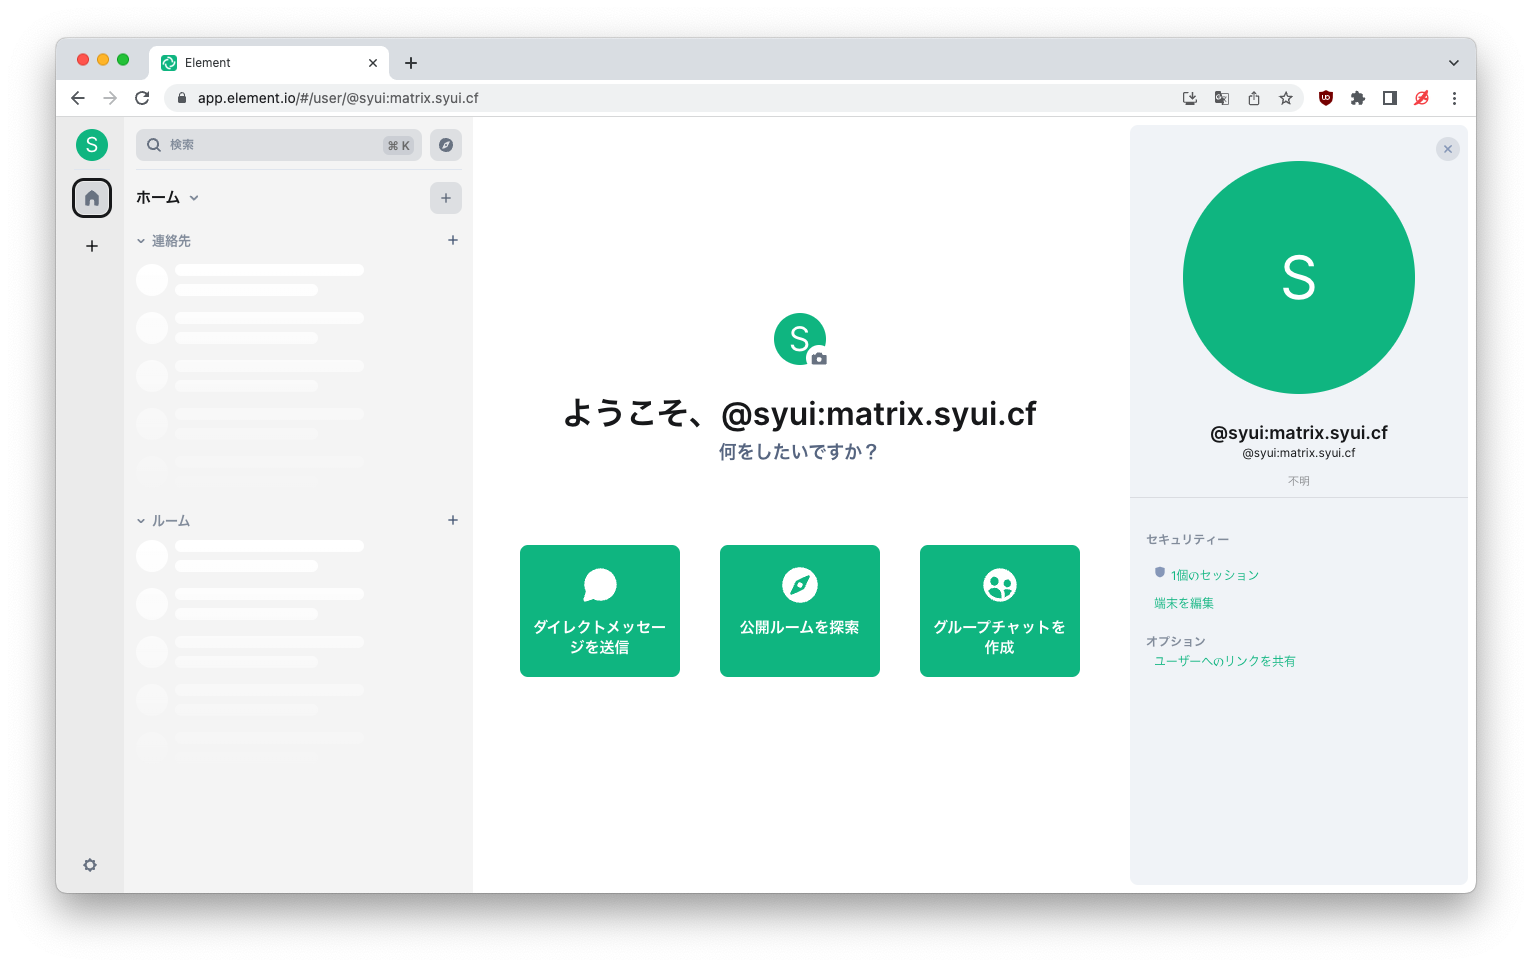 Element
app.element.io/#/user/@syui:matrix.syui.cf
S
検索
⌘ K
ホーム
連絡先
ルーム
S
ようこそ、@syui:matrix.syui.cf
何をしたいですか？
ダイレクトメッセー
ジを送信
公開ルームを探索
グループチャットを
作成
S
@syui:matrix.syui.cf
@syui:matrix.syui.cf
不明
セキュリティー
1個のセッション
端末を編集
オプション
ユーザーへのリンクを共有